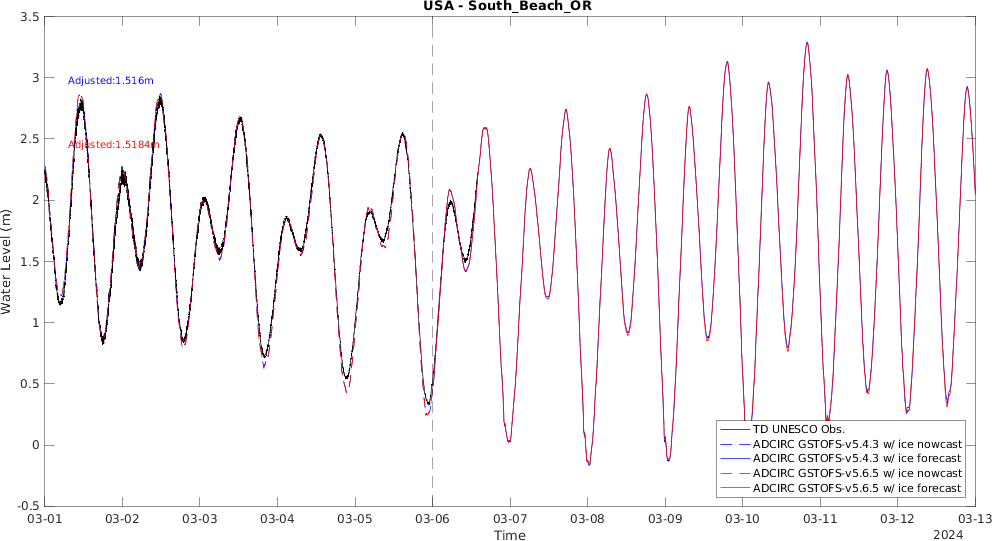 USA - South_Beach_OR
3.5
3
2.5
2
1.5
1
0.5
0
-0.5
Water Level (m)
Adjusted:1.516m
Adjusted:1.5184m
TD UNESCO Obs.
ADCIRC GSTOFS-v5.4.3 w/ ice nowcast
ADCIRC GSTOFS-v5.4.3 w/ ice forecast
ADCIRC GSTOFS-v5.6.5 w/ ice nowcast
ADCIRC GSTOFS-v5.6.5 w/ ice forecast
03-01 03-02 03-03 03-04 03-05 03-06 03-07 03-08 03-09 03-10 03-11 03-12 03-13
Time
2024